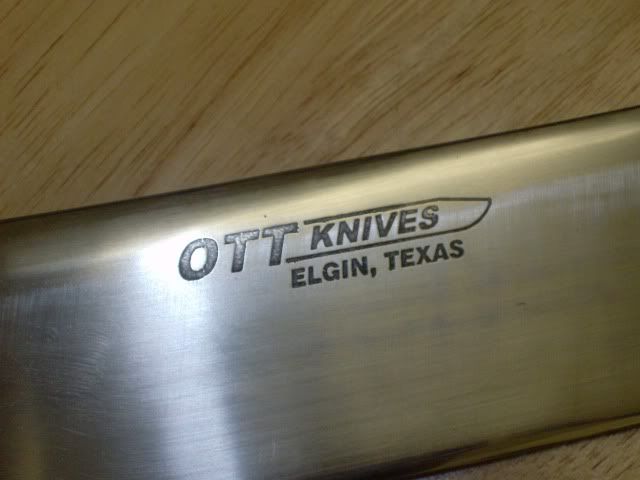 OTT KNIVES
ELGIN, TEXAS